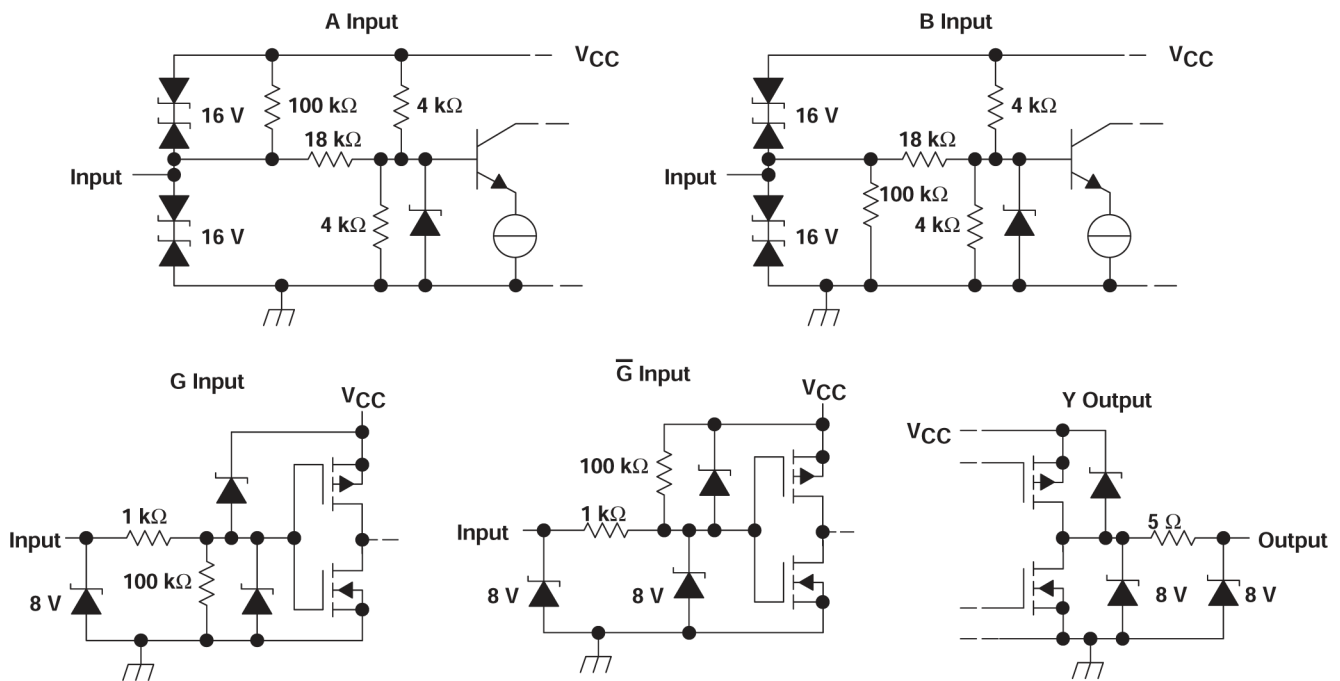 A Input
VCC
16 V
100 kΩ
4 kΩ
18 kΩ
Input
16 V
4 kΩ
B Input
VCC
16 V
4 kΩ
18 kΩ
Input
100 kΩ
16 V
4 kΩ
G Input
VCC
1 kΩ
Input
100 kΩ
8 V
G̅ Input
VCC
100 kΩ
Input
1 kΩ
8 V
8 V
Y Output
VCC
5 Ω
Output
8 V
8 V